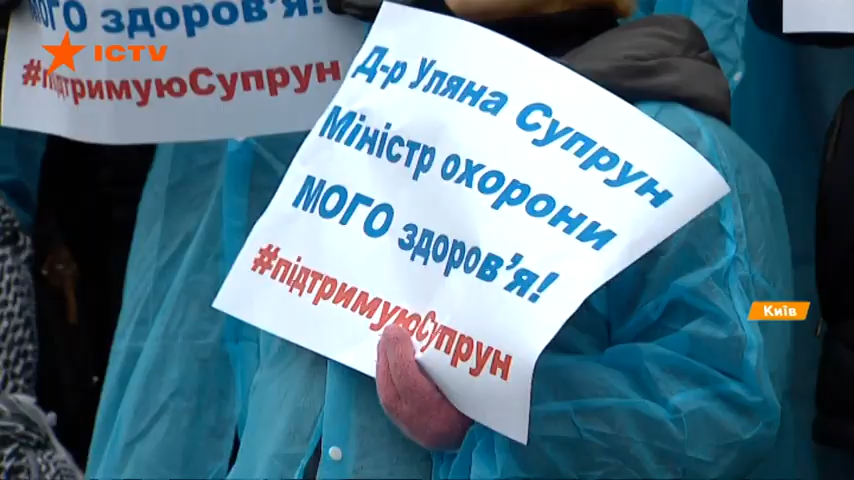 МОГО здоров'я!
ICTV
#підтримуюСупрун
Д-р Уляна Супрун
Міністр охорони
МОГО здоров'я!
#підтримуюСупрун
Київ